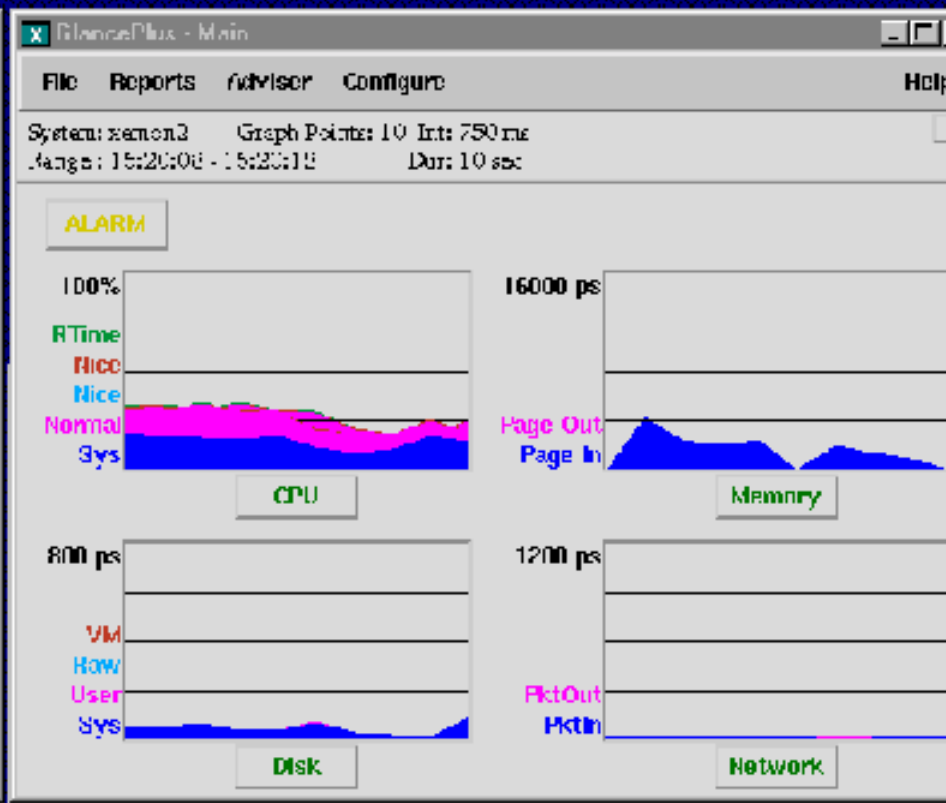 X GlancePlus - Main
File Reports Adviser Configure Help
System: xemon2 Graph Points: 10 Int: 750 ms
Range: 15:20:08 - 15:20:18 Dur: 10 sec
ALARM
100%
RTime
Nice
Nice
Normal
Sys
CPU
16000 ps
Page Out
Page In
Memory
800 ps
VM
Raw
User
Sys
Disk
1200 ps
PktOut
PktIn
Network